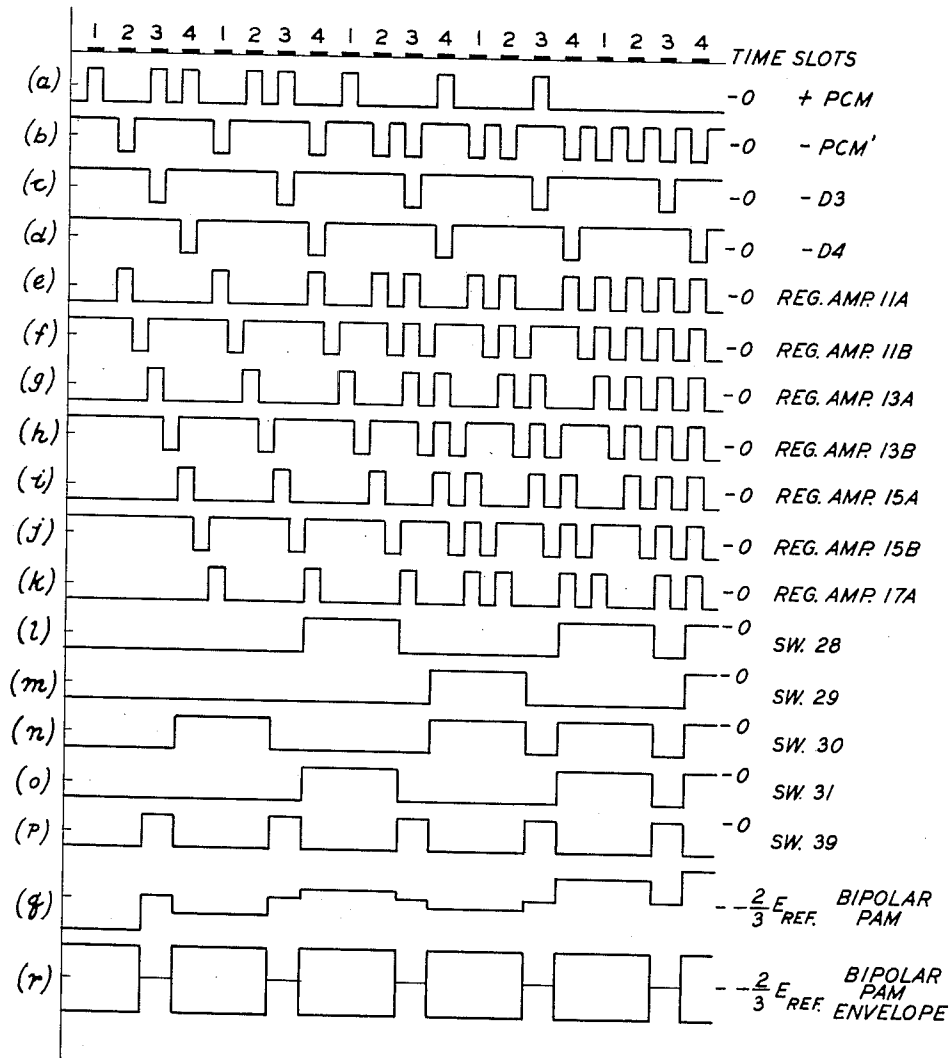 1 2 3 4 1 2 3 4 1 2 3 4 1 2 3 4 1 2 3 4
TIME SLOTS
(a) -0 + PCM
(b) -0 - PCM'
(c) -0 - D3
(d) -0 - D4
(e) -0 REG. AMP. 11A
(f) -0 REG. AMP. 11B
(g) -0 REG. AMP. 13A
(h) -0 REG. AMP. 13B
(i) -0 REG. AMP. 15A
(j) -0 REG. AMP. 15B
(k) -0 REG. AMP. 17A
(l) -0 SW. 28
(m) -0 SW. 29
(n) -0 SW. 30
(o) -0 SW. 31
(p) -0 SW. 39
(q) - -2/3 E REF. BIPOLAR
PAM
(r) - -2/3 E REF. BIPOLAR
PAM
ENVELOPE